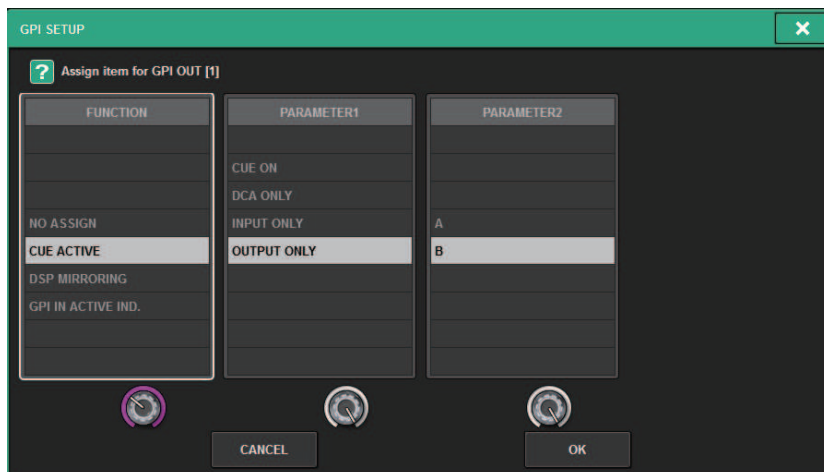 GPI SETUP
Assign item for GPI OUT [1]
FUNCTION
NO ASSIGN
CUE ACTIVE
DSP MIRRORING
GPI IN ACTIVE IND.
PARAMETER1
CUE ON
DCA ONLY
INPUT ONLY
OUTPUT ONLY
PARAMETER2
A
B
CANCEL
OK